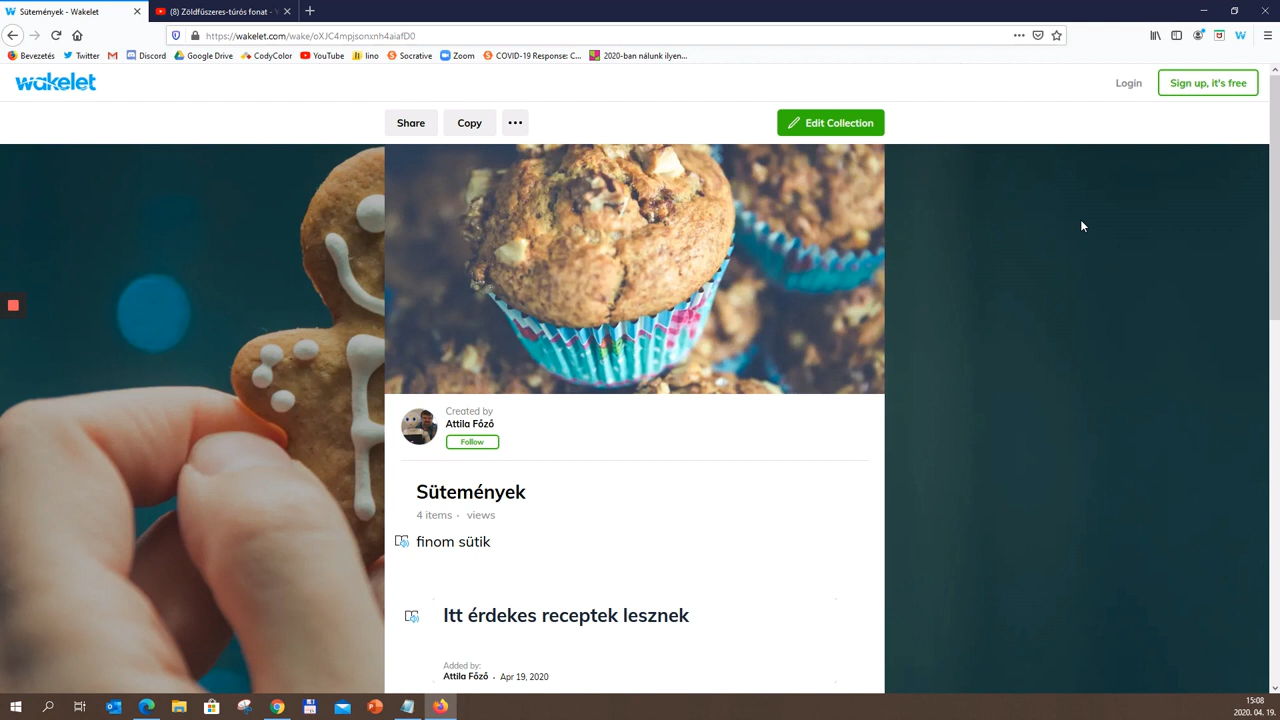 Sütemények - Wakelet
(8) Zöldfűszeres-túrós fonat -
https://wakelet.com/wake/oXJC4mpjsonxnh4aiafD0
Bevezetés
Twitter
Discord
Google Drive
CodyColor
YouTube
lino
Socrative
Zoom
COVID-19 Response: C...
2020-ban nálunk ilyen...
wakelet
Login
Sign up, it's free
Share
Copy
Edit Collection
Created by
Attila Főző
Follow
Sütemények
4 items · views
finom sütik
Itt érdekes receptek lesznek
Added by:
Attila Főző · Apr 19, 2020
15:08
2020. 04. 19.